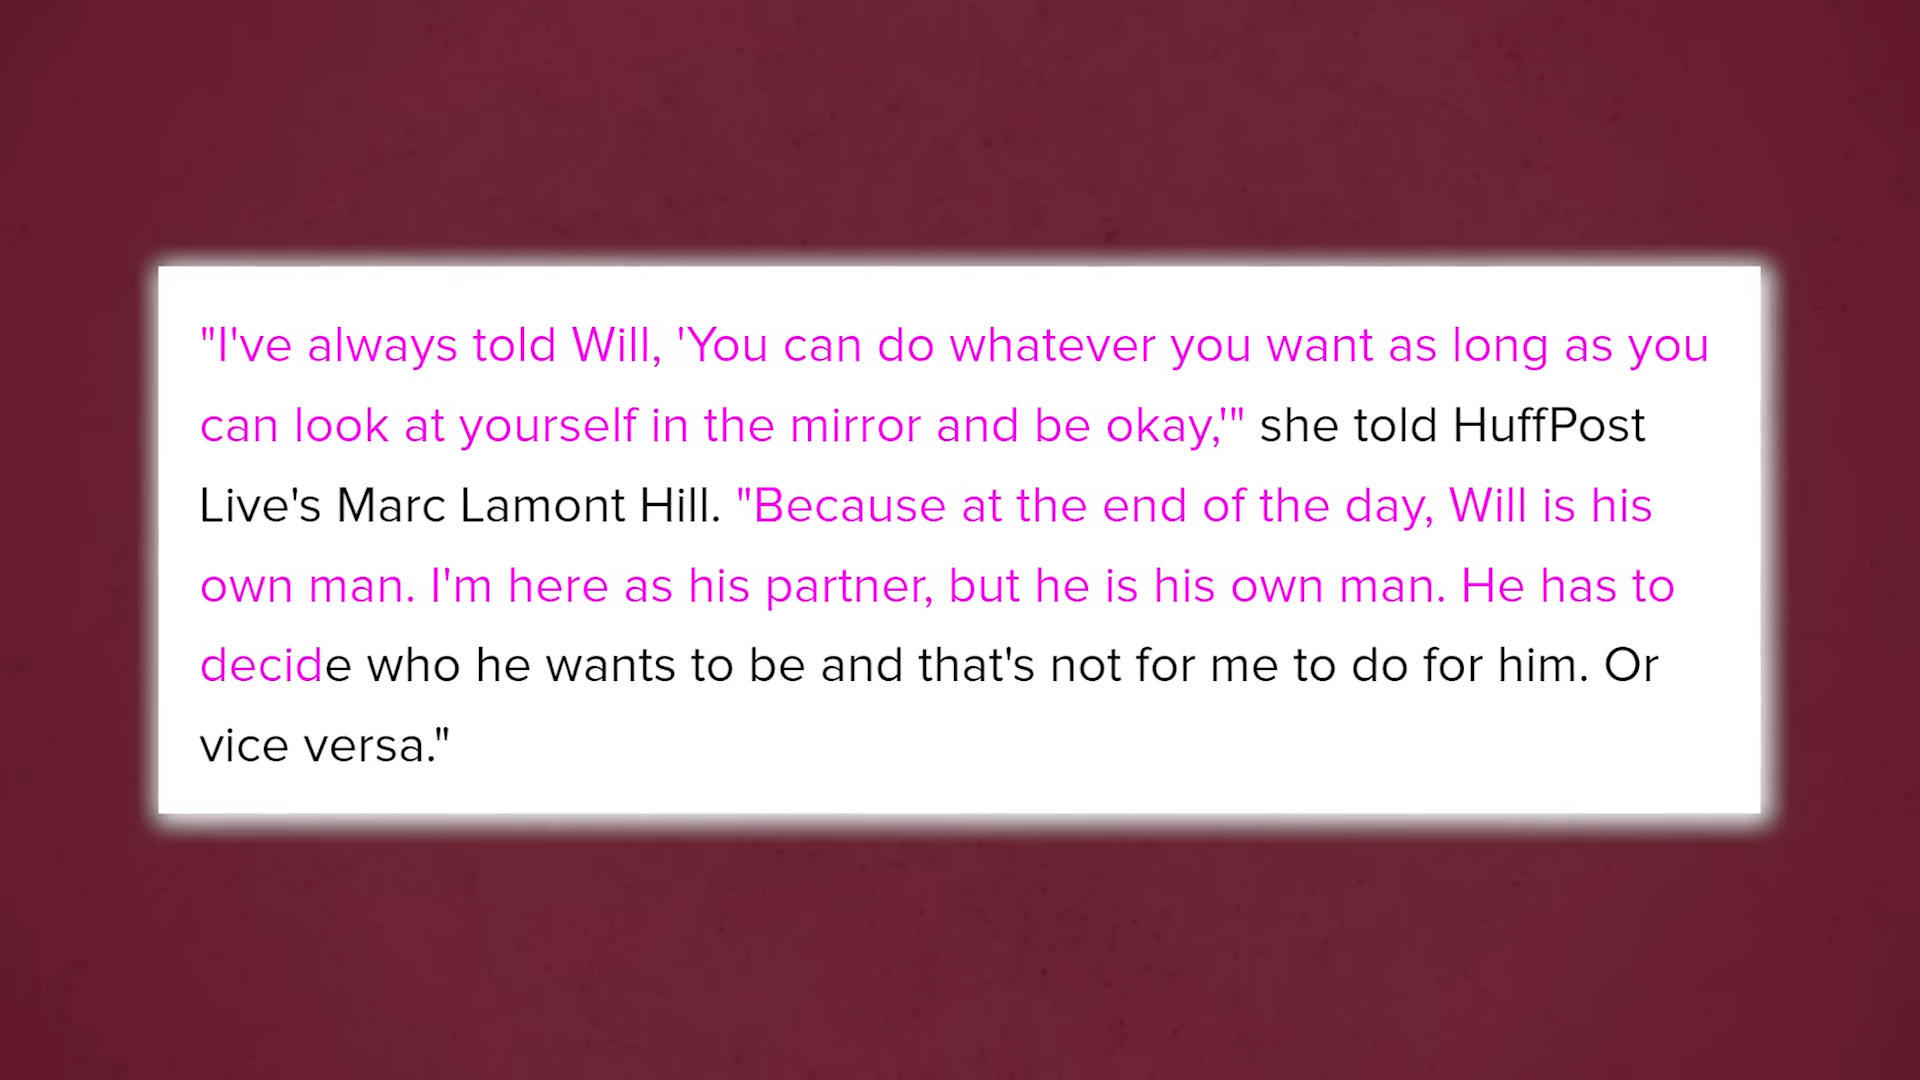 "I've always told Will, 'You can do whatever you want as long as you
can look at yourself in the mirror and be okay,'" she told HuffPost
Live's Marc Lamont Hill. "Because at the end of the day, Will is his
own man. I'm here as his partner, but he is his own man. He has to
decide who he wants to be and that's not for me to do for him. Or
vice versa."